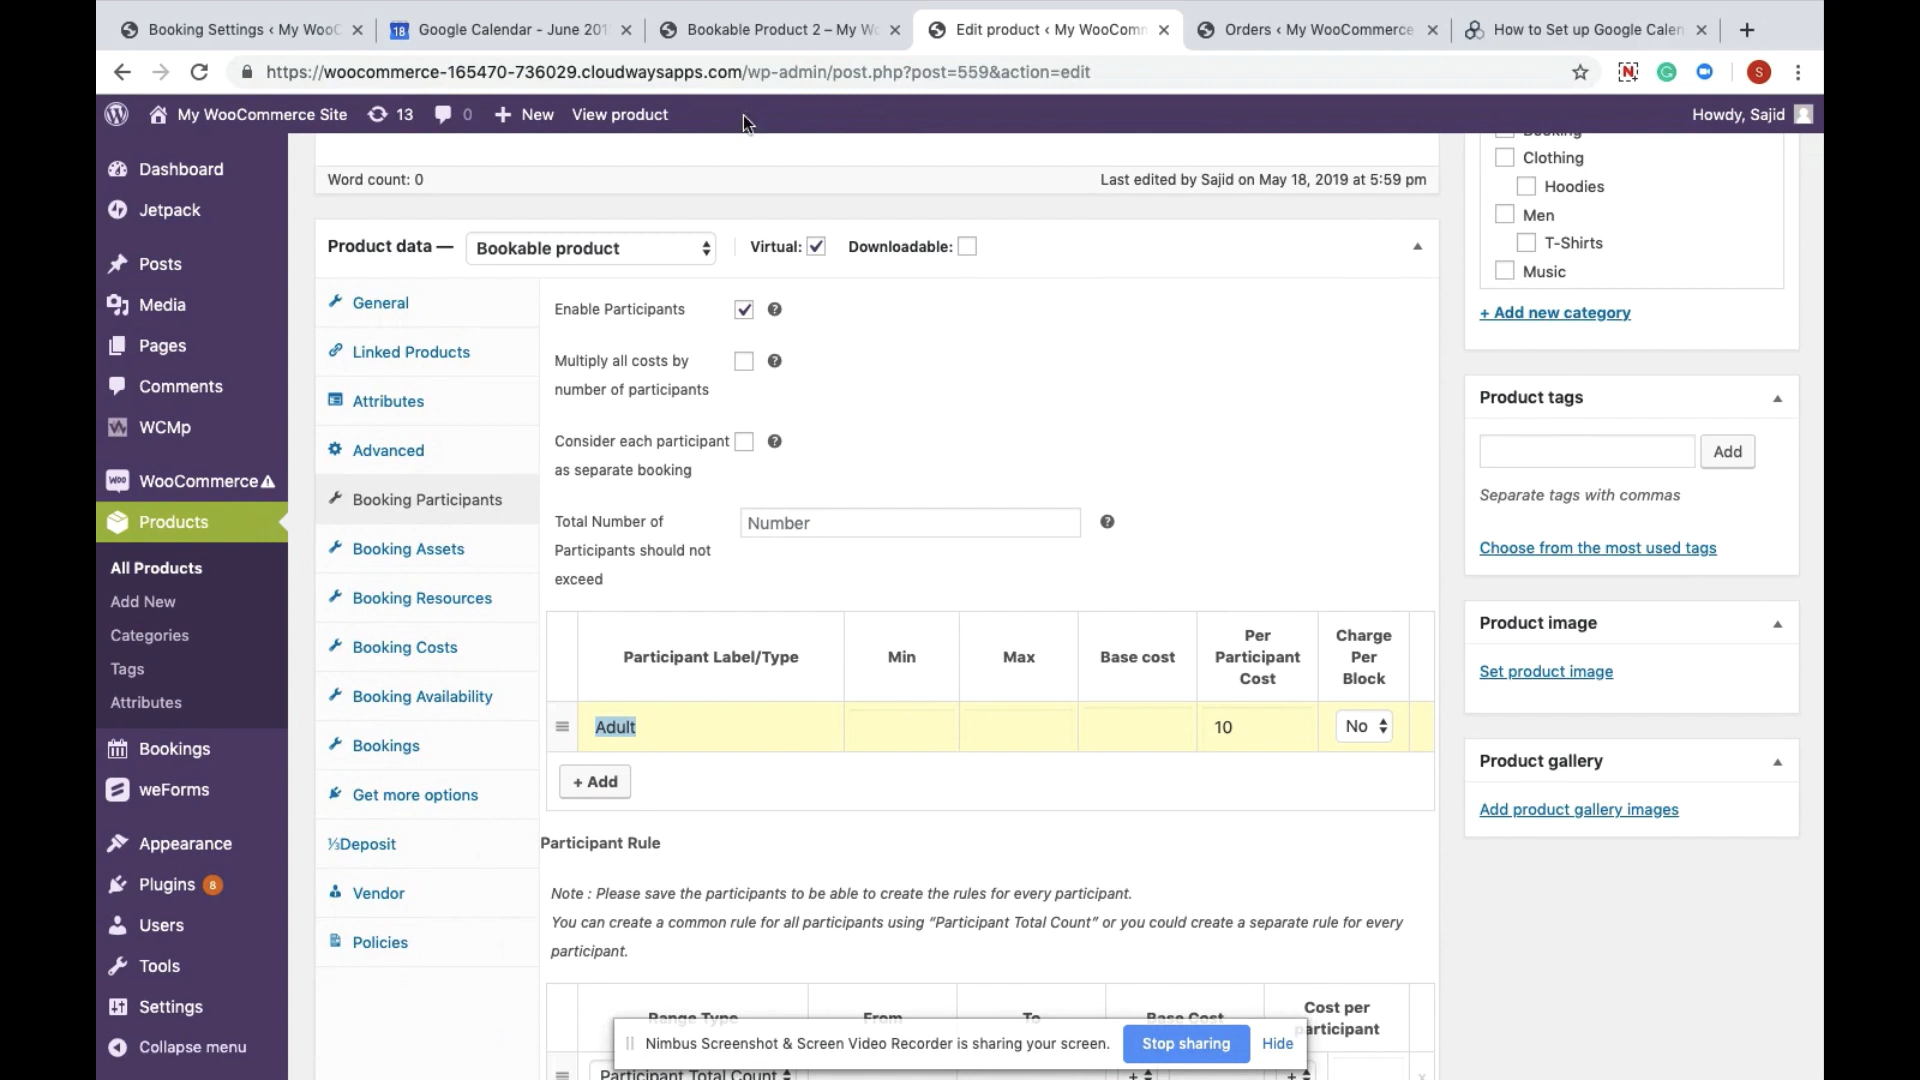 Booking Settings ‹ My WooC
Google Calendar - June 201
Bookable Product 2 – My Wo
Edit product ‹ My WooComm
Orders ‹ My WooCommerce
How to Set up Google Calen
https://woocommerce-165470-736029.cloudwaysapps.com/wp-admin/post.php?post=559&action=edit
My WooCommerce Site
13
0
New
View product
Howdy, Sajid
Dashboard
Jetpack
Posts
Media
Pages
Comments
WCMp
WooCommerce
Products
All Products
Add New
Categories
Tags
Attributes
Bookings
weForms
Appearance
Plugins 8
Users
Tools
Settings
Collapse menu
Word count: 0
Last edited by Sajid on May 18, 2019 at 5:59 pm
Product data —
Bookable product
Virtual:
Downloadable:
General
Linked Products
Attributes
Advanced
Booking Participants
Booking Assets
Booking Resources
Booking Costs
Booking Availability
Bookings
Get more options
⅓Deposit
Vendor
Policies
Enable Participants
Multiply all costs by
number of participants
Consider each participant
as separate booking
Total Number of
Participants should not
exceed
Number
Participant Label/Type
Min
Max
Base cost
Per
Participant
Cost
Charge
Per
Block
Adult
10
No
+ Add
Participant Rule
Note : Please save the participants to be able to create the rules for every participant.
You can create a common rule for all participants using “Participant Total Count” or you could create a separate rule for every
participant.
Range Type
From
To
Base Cost
Cost per
participant
Participant Total Count
+
+
x
Nimbus Screenshot & Screen Video Recorder is sharing your screen.
Stop sharing
Hide
Booking
Clothing
Hoodies
Men
T-Shirts
Music
+ Add new category
Product tags
Add
Separate tags with commas
Choose from the most used tags
Product image
Set product image
Product gallery
Add product gallery images